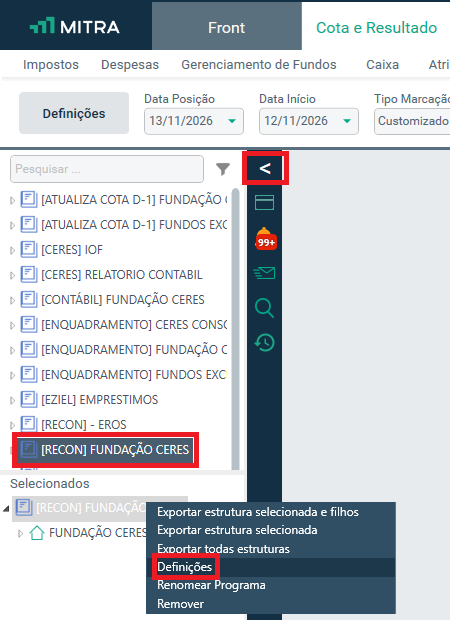 MITRA
Front
Cota e Resultado
Impostos Despesas Gerenciamento de Fundos Caixa Atri
Definições
Data Posição Data Início Tipo Marcação
13/11/2026 12/11/2026 Customizado
Pesquisar ...
<
[ATUALIZA COTA D-1] FUNDAÇÃO C
[ATUALIZA COTA D-1] FUNDOS EXC
99+
[CERES] IOF
[CERES] RELATORIO CONTABIL
[CONTÁBIL] FUNDAÇÃO CERES
[ENQUADRAMENTO] CERES CONSO
[ENQUADRAMENTO] FUNDAÇÃO C
[ENQUADRAMENTO] FUNDOS EXC
[EZIEL] EMPRESTIMOS
[RECON] - EROS
[RECON] FUNDAÇÃO CERES
Selecionados
[RECON] FUNDAÇÃO
FUNDAÇÃO CERES
Exportar estrutura selecionada e filhos
Exportar estrutura selecionada
Exportar todas estruturas
Definições
Renomear Programa
Remover